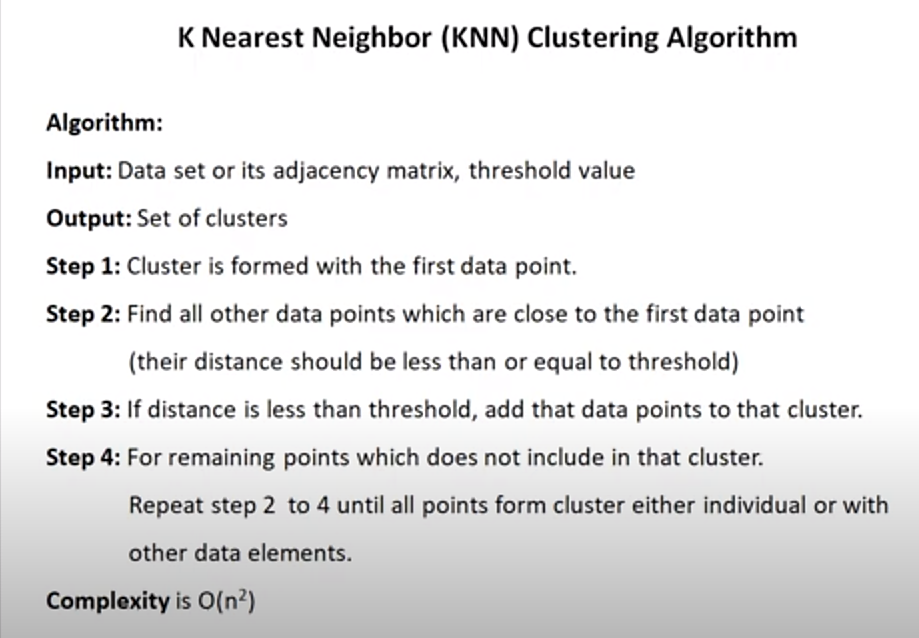 K Nearest Neighbor (KNN) Clustering Algorithm
Algorithm:
Input: Data set or its adjacency matrix, threshold value
Output: Set of clusters
Step 1: Cluster is formed with the first data point.
Step 2: Find all other data points which are close to the first data point
(their distance should be less than or equal to threshold)
Step 3: If distance is less than threshold, add that data points to that cluster.
Step 4: For remaining points which does not include in that cluster.
Repeat step 2 to 4 until all points form cluster either individual or with
other data elements.
Complexity is O(n²)